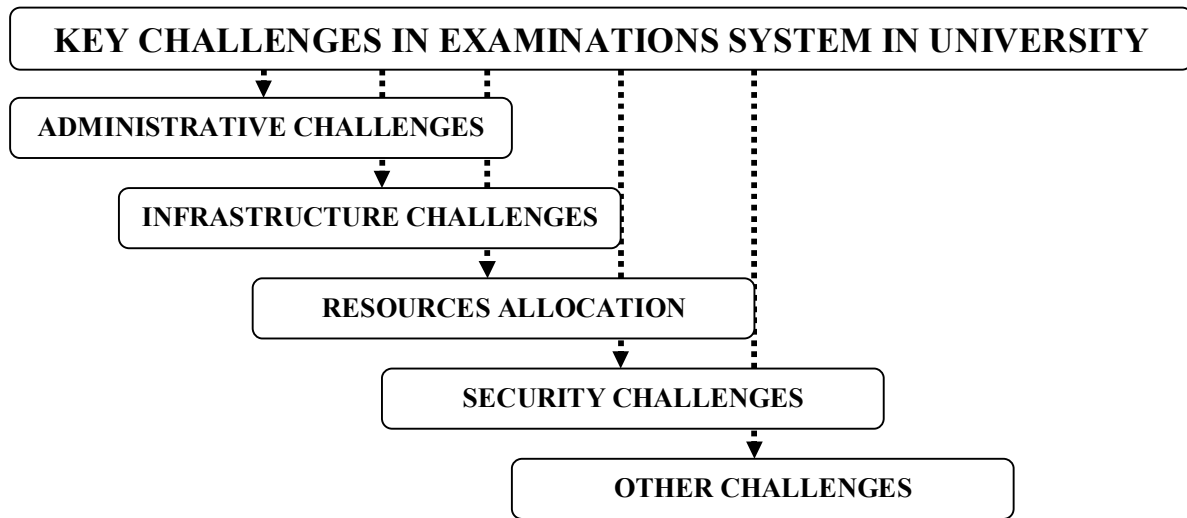 KEY CHALLENGES IN EXAMINATIONS SYSTEM IN UNIVERSITY
ADMINISTRATIVE CHALLENGES
INFRASTRUCTURE CHALLENGES
RESOURCES ALLOCATION
SECURITY CHALLENGES
OTHER CHALLENGES